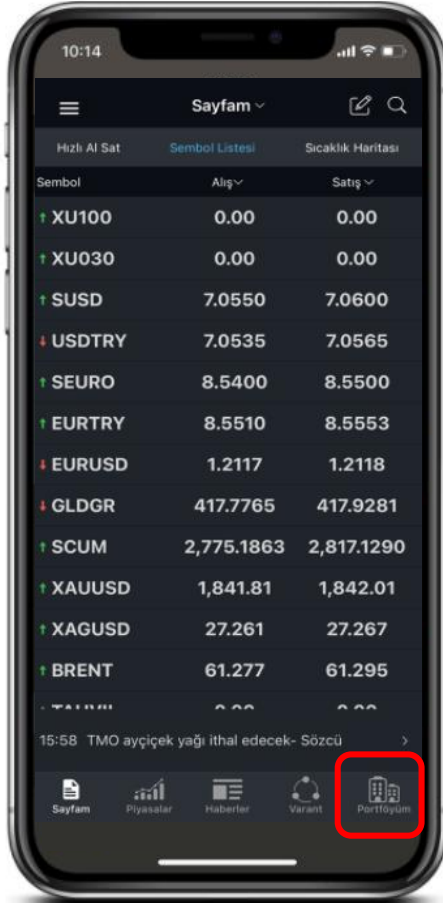 10:14
Sayfam
Hızlı Al Sat Sembol Listesi Sıcaklık Haritası
Sembol Alış Satış
XU100 0.00 0.00
XU030 0.00 0.00
SUSD 7.0550 7.0600
USDTRY 7.0535 7.0565
SEURO 8.5400 8.5500
EURTRY 8.5510 8.5553
EURUSD 1.2117 1.2118
GLDGR 417.7765 417.9281
SCUM 2,775.1863 2,817.1290
XAUUSD 1,841.81 1,842.01
XAGUSD 27.261 27.267
BRENT 61.277 61.295
15:58 TMO ayçiçek yağı ithal edecek- Sözcü
Sayfam Piyasalar Haberler Varant Portföyüm